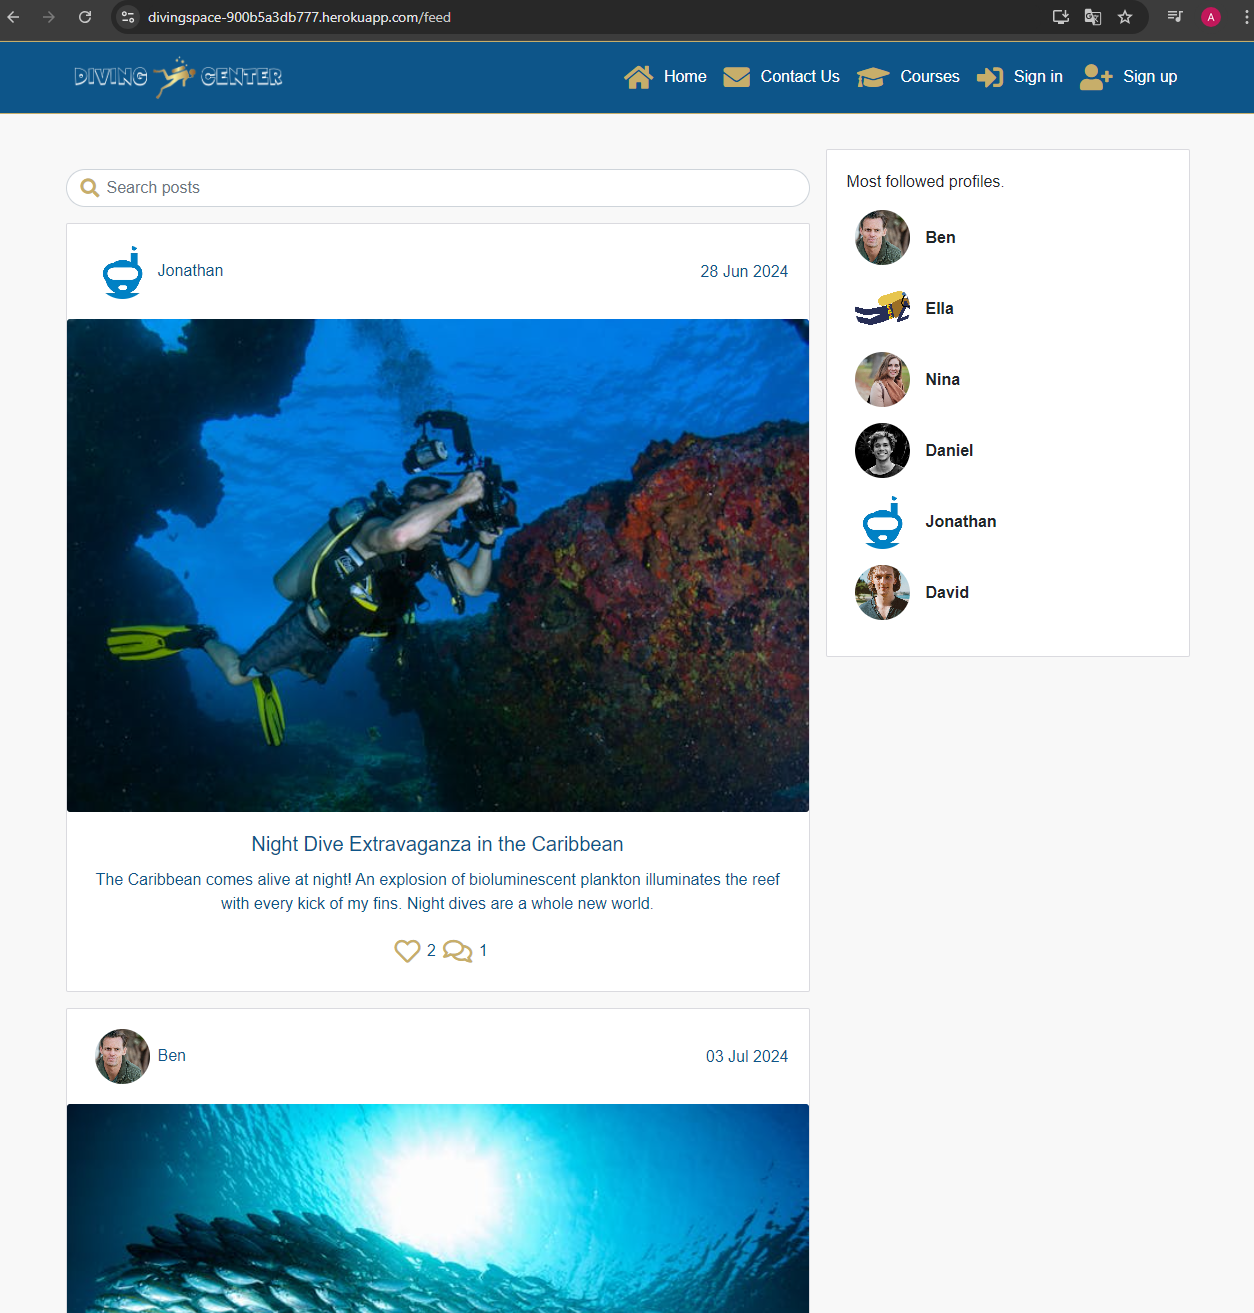 divingspace-900b5a3db777.herokuapp.com/feed
A
DIVING CENTER
Home
Contact Us
Courses
Sign in
Sign up
Search posts
Jonathan
28 Jun 2024
Night Dive Extravaganza in the Caribbean
The Caribbean comes alive at night! An explosion of bioluminescent plankton illuminates the reef
with every kick of my fins. Night dives are a whole new world.
2
1
Ben
03 Jul 2024
Most followed profiles.
Ben
Ella
Nina
Daniel
Jonathan
David